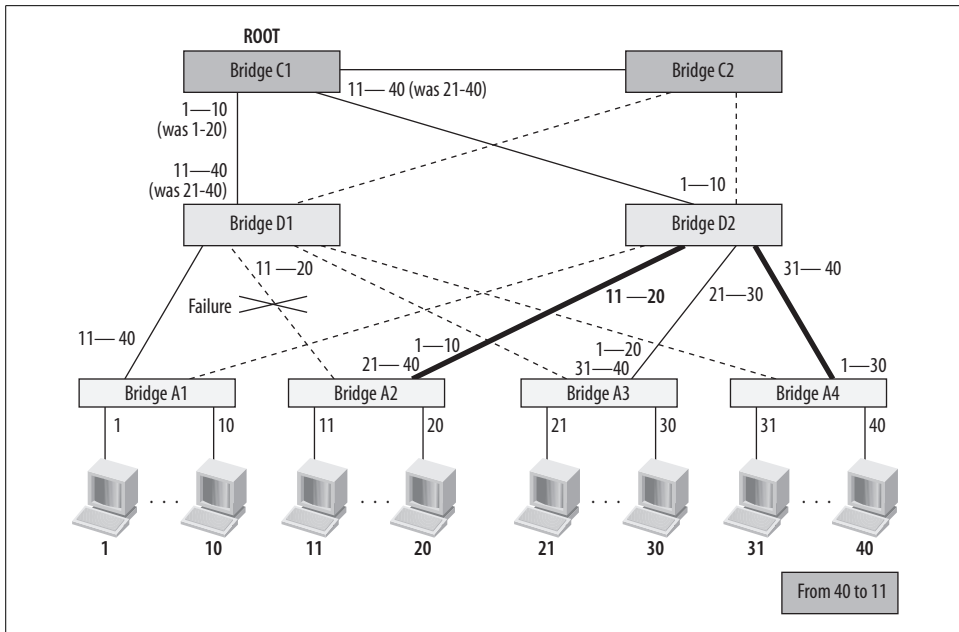 ROOT
Bridge C1
Bridge C2
11— 40 (was 21-40)
1—10
(was 1-20)
11—40
(was 21-40)
1—10
Bridge D1
Bridge D2
11 —20
31— 40
Failure
11 —20
21—30
11— 40
1—10
21— 40
1—20
31—40
1—30
Bridge A1
Bridge A2
Bridge A3
Bridge A4
1
10
11
20
21
30
31
40
. . .
. . .
. . .
. . .
1
10
11
20
21
30
31
40
From 40 to 11